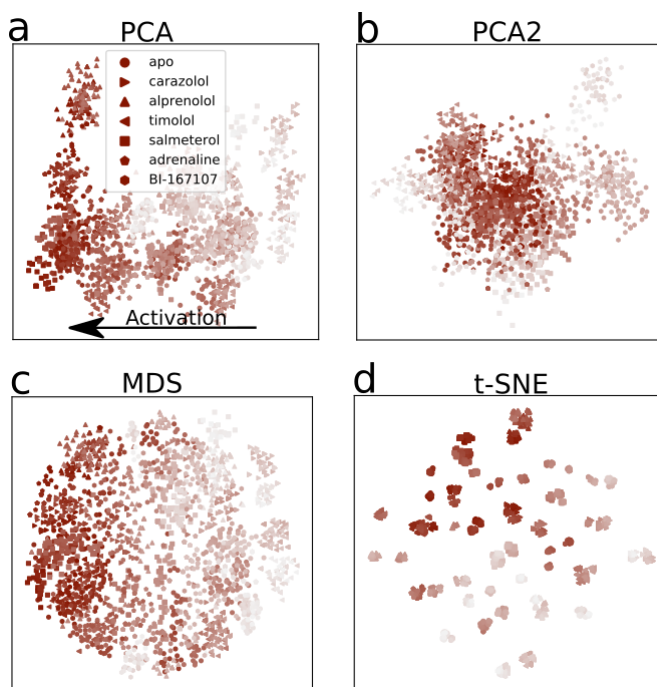 a
PCA
apo
carazolol
alprenolol
timolol
salmeterol
adrenaline
BI-167107
Activation
b
PCA2
c
MDS
d
t-SNE